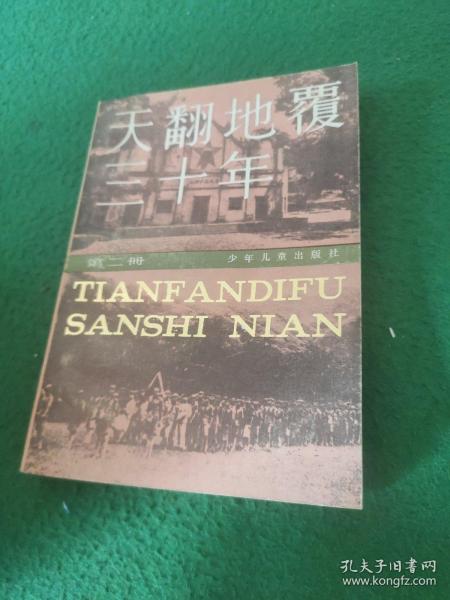 天翻地覆
三十年
第二册 少年儿童出版社
TIANFANDIFU
SANSHI NIAN
孔夫子旧书网
www.kongfz.com